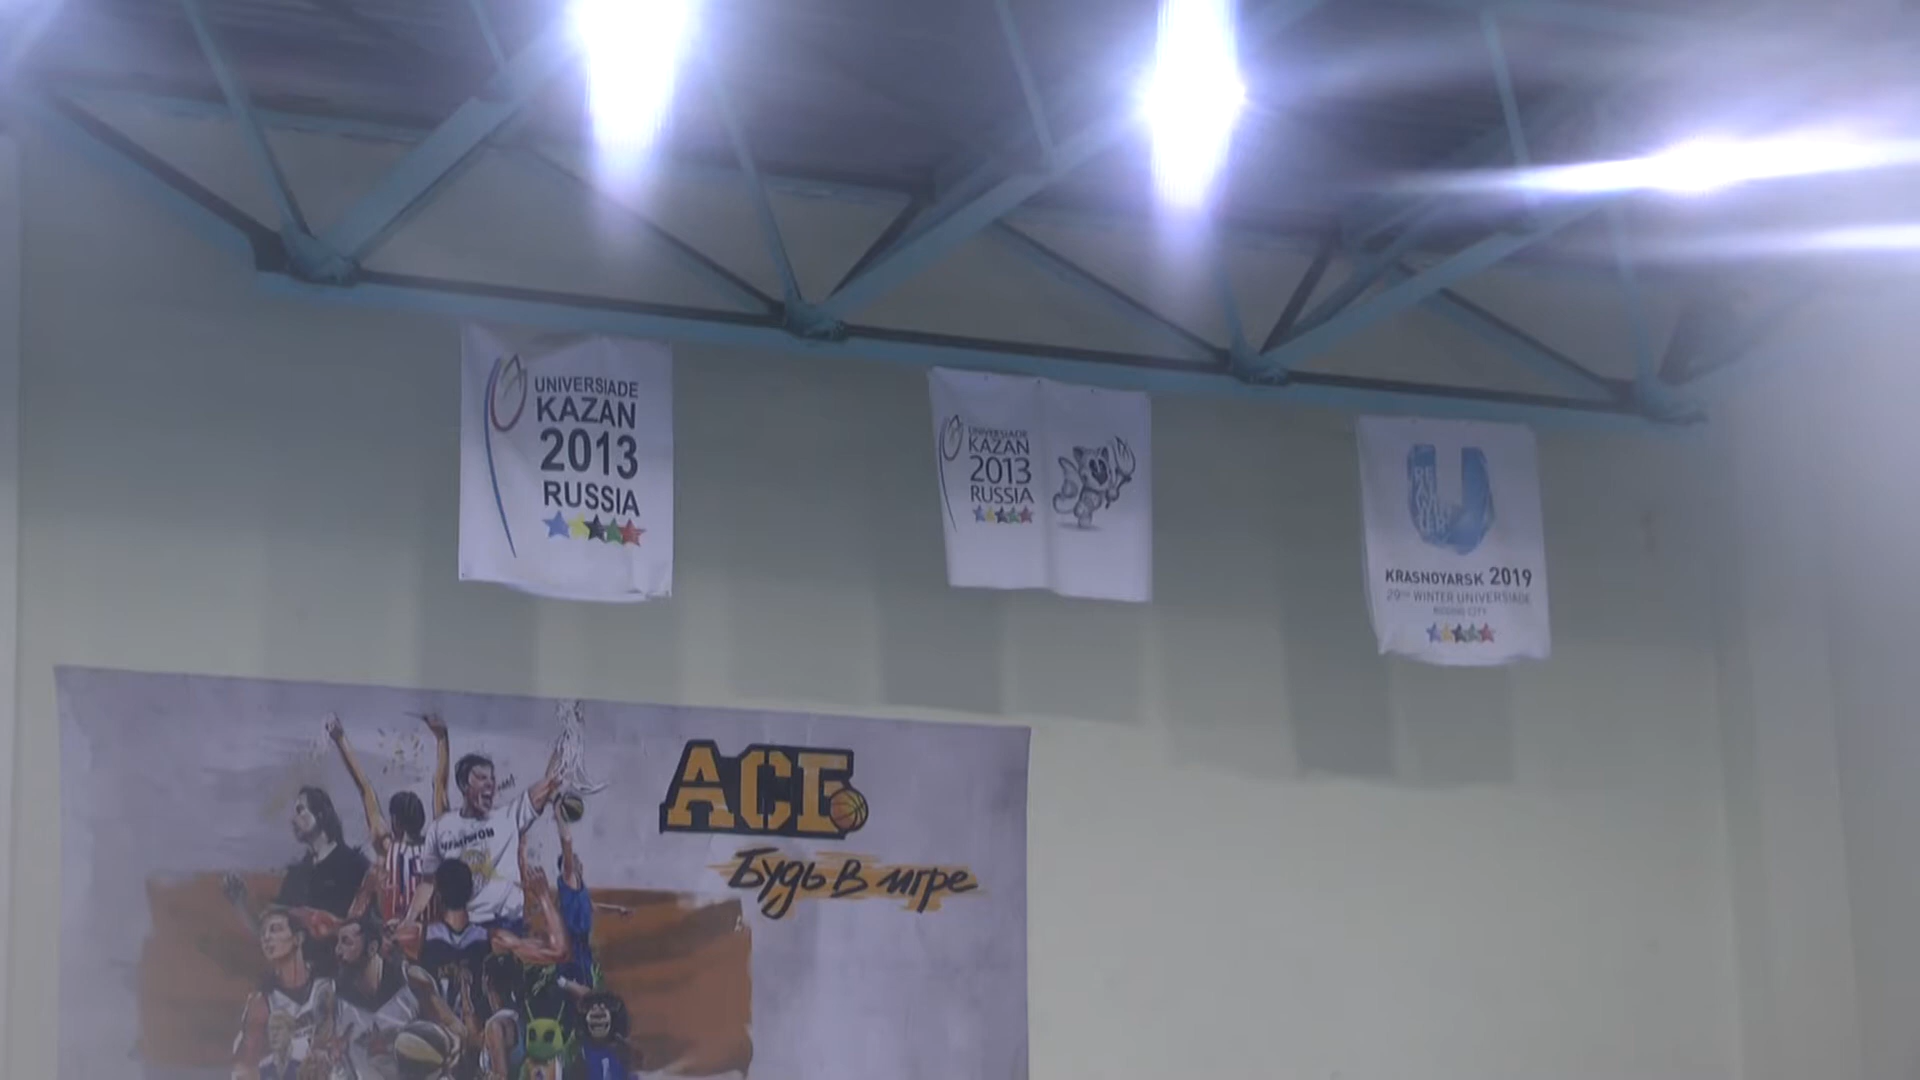 UNIVERSIADE
KAZAN
2013
RUSSIA
UNIVERSIADE
KAZAN
2013
RUSSIA
U
KRASNOYARSK 2019
29TH WINTER UNIVERSIADE
АСБ
Будь в игре